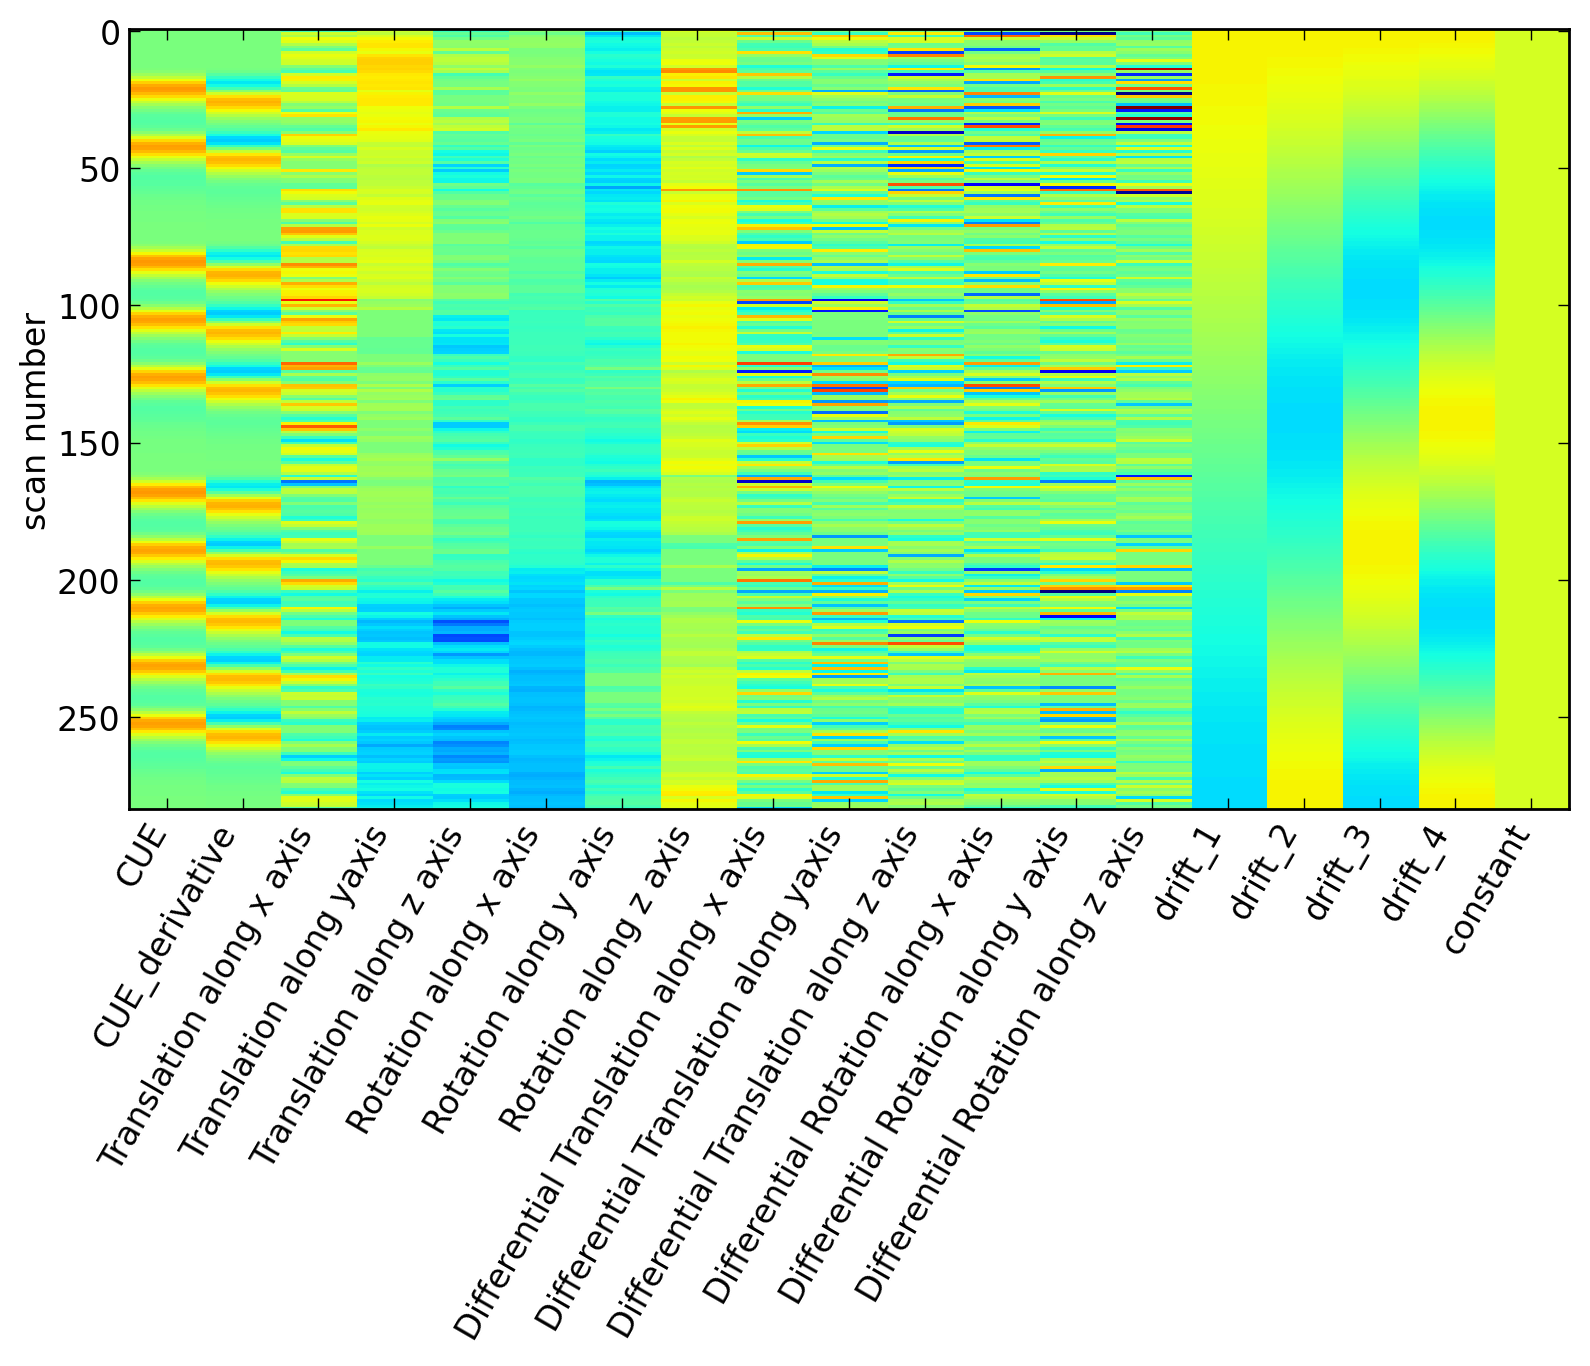 0
50
100
150
200
250
scan number
CUE
CUE_derivative
Translation along x axis
Translation along yaxis
Translation along z axis
Rotation along x axis
Rotation along y axis
Rotation along z axis
Differential Translation along x axis
Differential Translation along yaxis
Differential Translation along z axis
Differential Rotation along x axis
Differential Rotation along y axis
Differential Rotation along z axis
drift_1
drift_2
drift_3
drift_4
constant